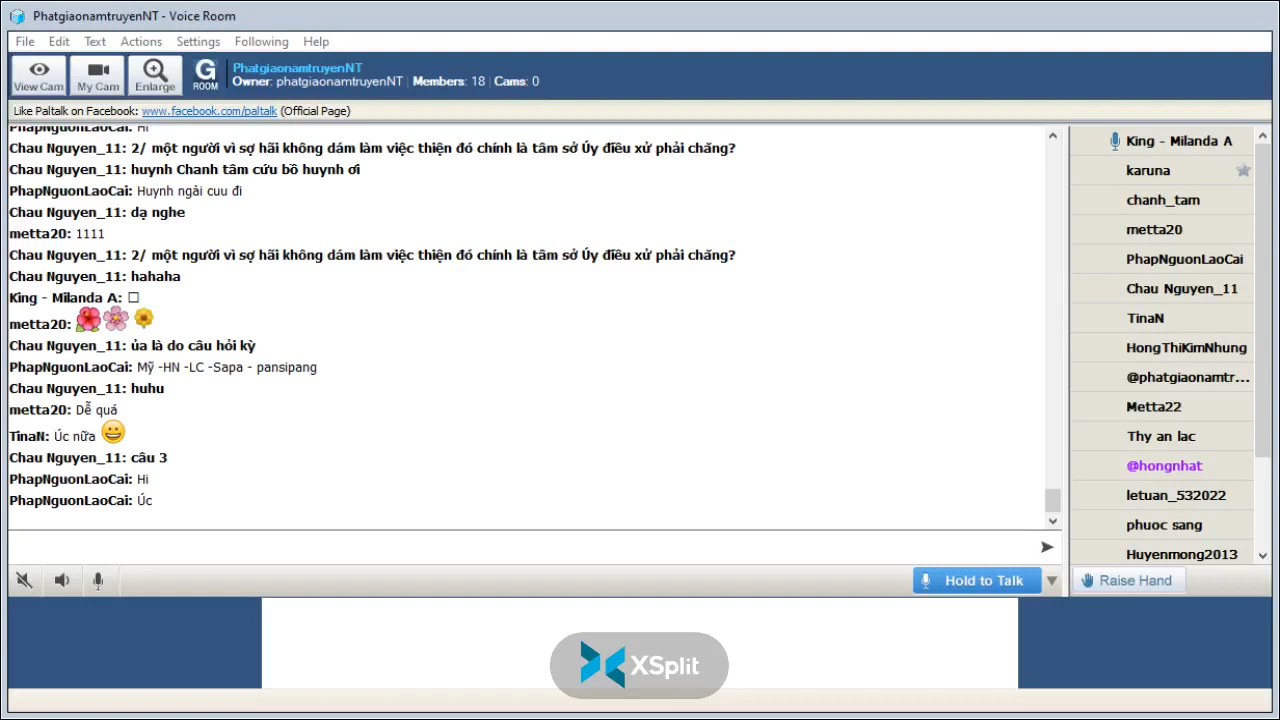 PhatgiaonamtruyenNT - Voice Room
File Edit Text Actions Settings Following Help
View Cam My Cam Enlarge G ROOM
PhatgiaonamtruyenNT
Owner: phatgiaonamtruyenNT Members: 18 Cams: 0
Like Paltalk on Facebook: www.facebook.com/paltalk (Official Page)
PhapNguonLaoCai: Hi
Chau Nguyen_11: 2/ một người vì sợ hãi không dám làm việc thiện đó chính là tâm sở Úy điều xử phải chăng?
Chau Nguyen_11: huynh Chanh tâm cứu bồ huynh ơi
PhapNguonLaoCai: Huynh ngải cuu đi
Chau Nguyen_11: dạ nghe
metta20: 1111
Chau Nguyen_11: 2/ một người vì sợ hãi không dám làm việc thiện đó chính là tâm sở Úy điều xử phải chăng?
Chau Nguyen_11: hahaha
King - Milanda A:
metta20:
Chau Nguyen_11: ủa là do câu hỏi kỳ
PhapNguonLaoCai: Mỹ -HN -LC -Sapa - pansipang
Chau Nguyen_11: huhu
metta20: Dễ quá
TinaN: Úc nữa
Chau Nguyen_11: câu 3
PhapNguonLaoCai: Hi
PhapNguonLaoCai: Úc
King - Milanda A
karuna
chanh_tam
metta20
PhapNguonLaoCai
Chau Nguyen_11
TinaN
HongThiKimNhung
@phatgiaonamtr...
Metta22
Thy an lac
@hongnhat
letuan_532022
phuoc sang
Huyenmong2013
Hold to Talk
Raise Hand
XSplit